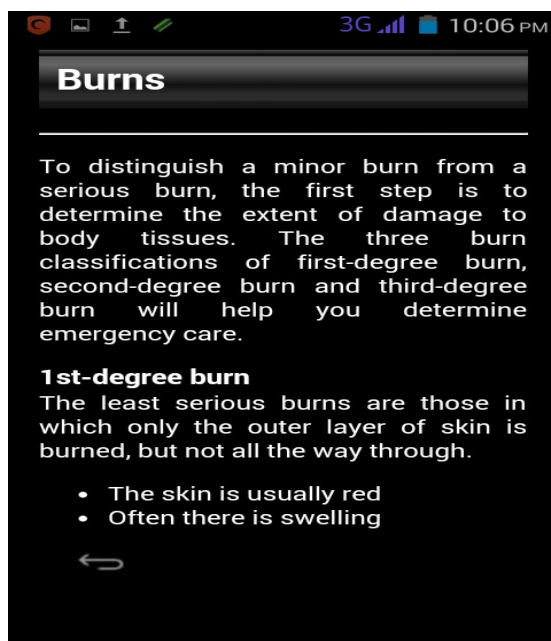 3G 10:06 PM
Burns
To distinguish a minor burn from a
serious burn, the first step is to
determine the extent of damage to
body tissues. The three burn
classifications of first-degree burn,
second-degree burn and third-degree
burn will help you determine
emergency care.
1st-degree burn
The least serious burns are those in
which only the outer layer of skin is
burned, but not all the way through.
• The skin is usually red
• Often there is swelling